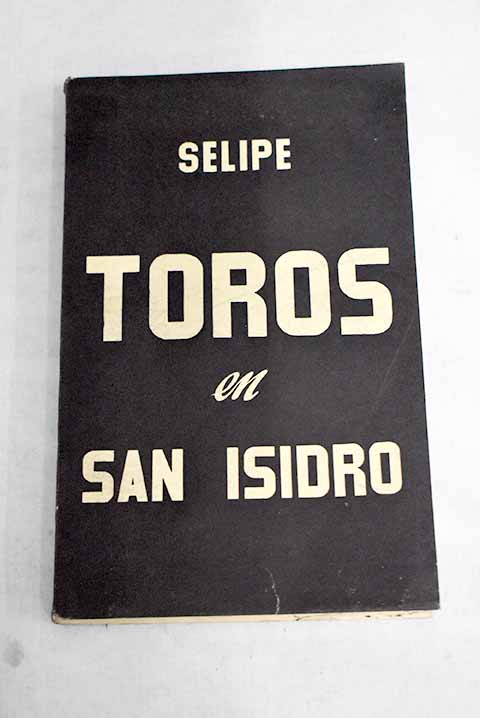 SELIPE
TOROS
en
SAN ISIDRO